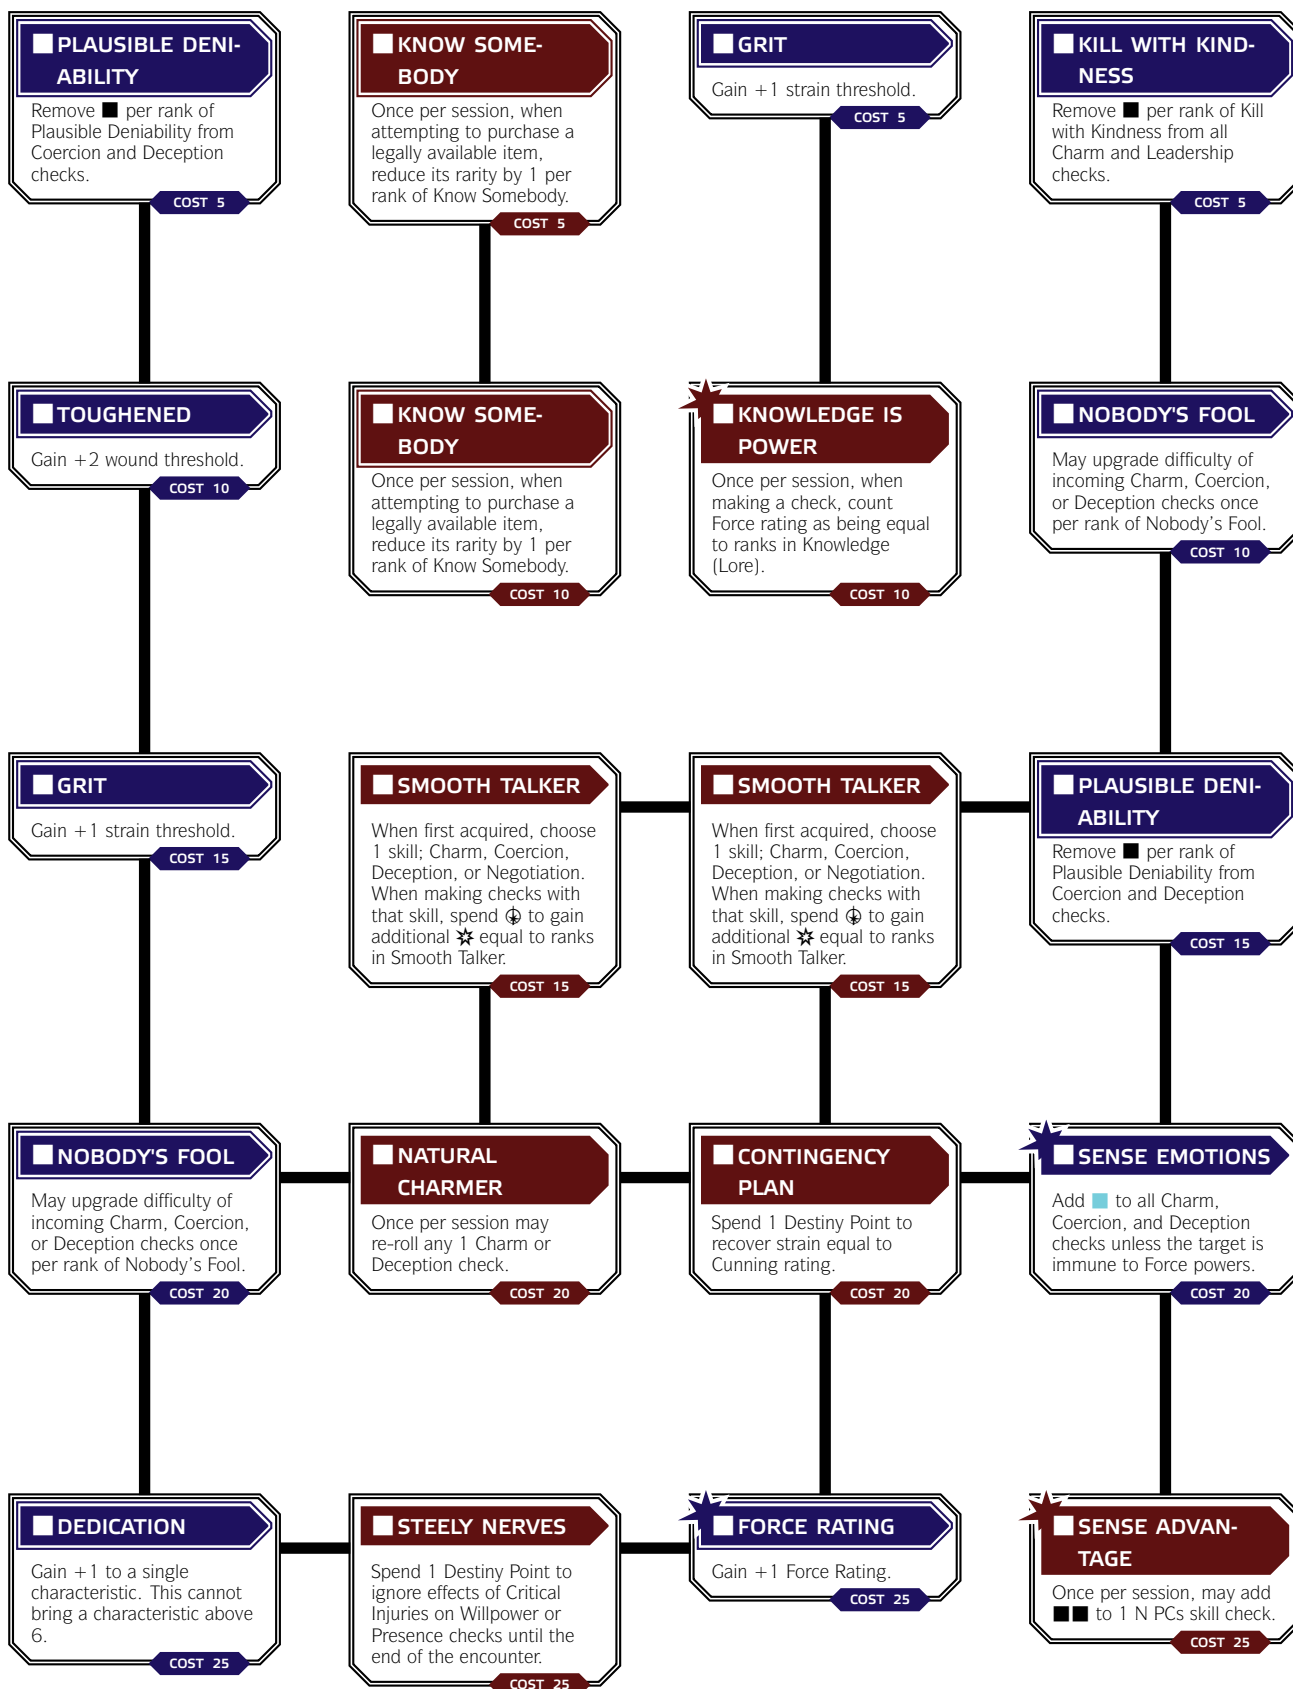 PLAUSIBLE DENI-
ABILITY
Remove ■ per rank of
Plausible Deniability from
Coercion and Deception
checks.
COST 5
KNOW SOME-
BODY
Once per session, when
attempting to purchase a
legally available item,
reduce its rarity by 1 per
rank of Know Somebody.
COST 5
GRIT
Gain +1 strain threshold.
COST 5
KILL WITH KIND-
NESS
Remove ■ per rank of Kill
with Kindness from all
Charm and Leadership
checks.
COST 5
TOUGHENED
Gain +2 wound threshold.
COST 10
KNOW SOME-
BODY
Once per session, when
attempting to purchase a
legally available item,
reduce its rarity by 1 per
rank of Know Somebody.
COST 10
KNOWLEDGE IS
POWER
Once per session, when
making a check, count
Force rating as being equal
to ranks in Knowledge
(Lore).
COST 10
NOBODY'S FOOL
May upgrade difficulty of
incoming Charm, Coercion,
or Deception checks once
per rank of Nobody's Fool.
COST 10
GRIT
Gain +1 strain threshold.
COST 15
SMOOTH TALKER
When first acquired, choose
1 skill; Charm, Coercion,
Deception, or Negotiation.
When making checks with
that skill, spend to gain
additional equal to ranks
in Smooth Talker.
COST 15
SMOOTH TALKER
When first acquired, choose
1 skill; Charm, Coercion,
Deception, or Negotiation.
When making checks with
that skill, spend to gain
additional equal to ranks
in Smooth Talker.
COST 15
PLAUSIBLE DENI-
ABILITY
Remove ■ per rank of
Plausible Deniability from
Coercion and Deception
checks.
COST 15
NOBODY'S FOOL
May upgrade difficulty of
incoming Charm, Coercion,
or Deception checks once
per rank of Nobody's Fool.
COST 20
NATURAL
CHARMER
Once per session may
re-roll any 1 Charm or
Deception check.
COST 20
CONTINGENCY
PLAN
Spend 1 Destiny Point to
recover strain equal to
Cunning rating.
COST 20
SENSE EMOTIONS
Add ■ to all Charm,
Coercion, and Deception
checks unless the target is
immune to Force powers.
COST 20
DEDICATION
Gain +1 to a single
characteristic. This cannot
bring a characteristic above
6.
COST 25
STEELY NERVES
Spend 1 Destiny Point to
ignore effects of Critical
Injuries on Willpower or
Presence checks until the
end of the encounter.
COST 25
FORCE RATING
Gain +1 Force Rating.
COST 25
SENSE ADVAN-
TAGE
Once per session, may add
■■ to 1 N PCs skill check.
COST 25